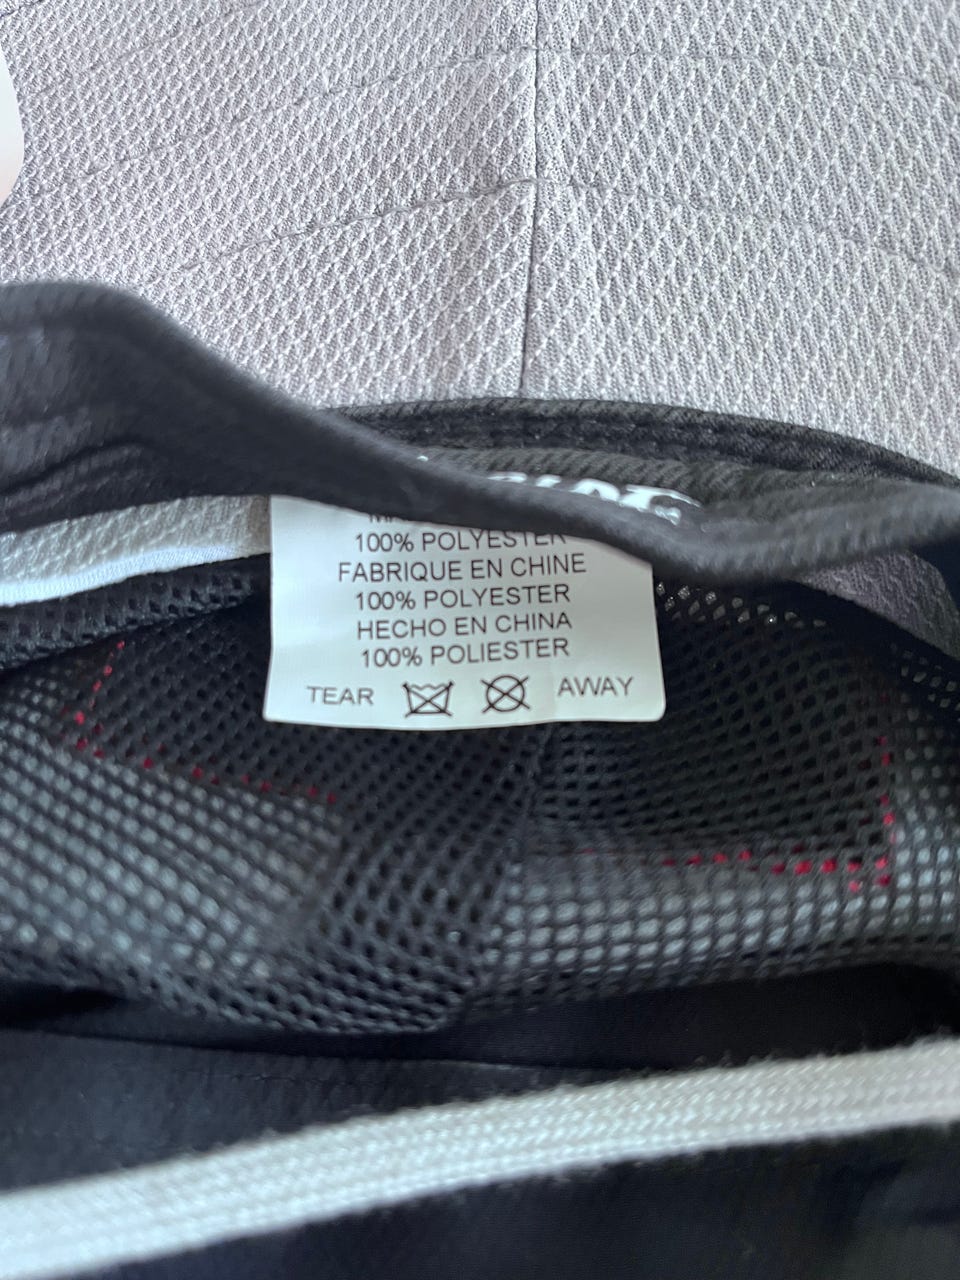 100% POLYESTER
FABRIQUE EN CHINE
100% POLYESTER
HECHO EN CHINA
100% POLIESTER
TEAR AWAY